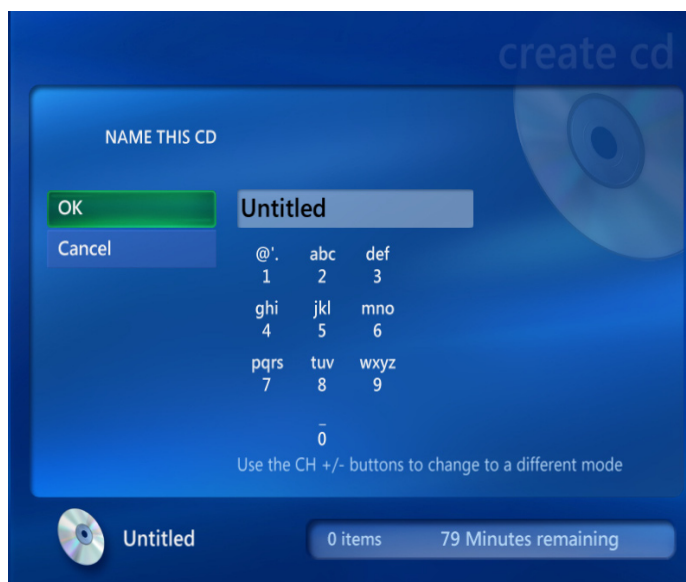 create cd
NAME THIS CD
OK
Untitled
Cancel
@'. abc def
1 2 3
ghi jkl mno
4 5 6
pqrs tuv wxyz
7 8 9
_
0
Use the CH +/- buttons to change to a different mode
Untitled 0 items 79 Minutes remaining